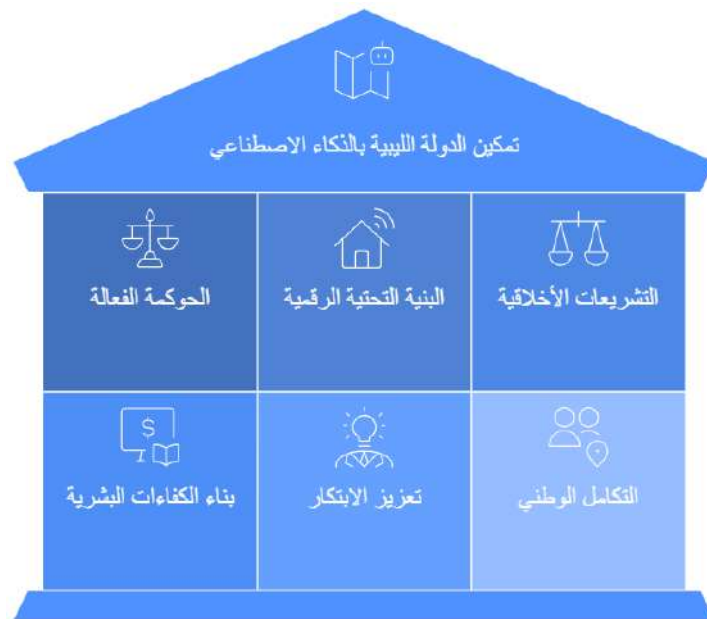 تمكين الدولة الليبية بالذكاء الاصطناعي
التشريعات الأخلاقية
البنية التحتية الرقمية
الحوكمة الفعالة
التكامل الوطني
تعزيز الابتكار
بناء الكفاءات البشرية
$